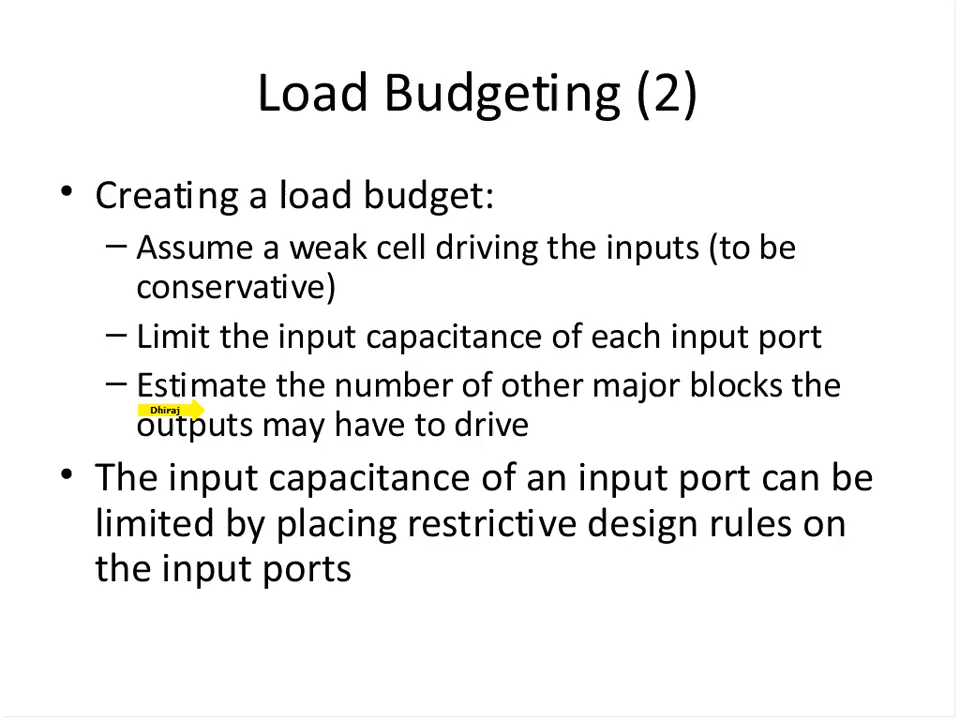 Load Budgeting (2)
• Creating a load budget:
– Assume a weak cell driving the inputs (to be
conservative)
– Limit the input capacitance of each input port
– Estimate the number of other major blocks the
Dhiraj
outputs may have to drive
• The input capacitance of an input port can be
limited by placing restrictive design rules on
the input ports